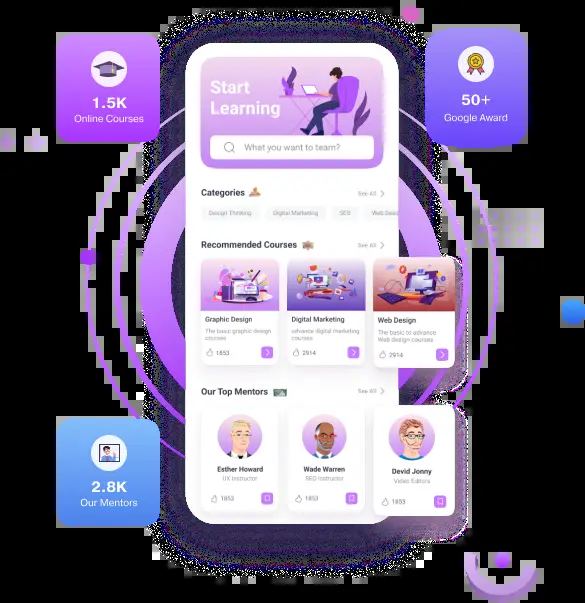 1.5K
Online Courses
50+
Google Award
Start
Learning
What you want to team?
Categories
See All
Design Thinking
Digital Marketing
SEO
Web Desi
Recommended Courses
See All
Graphic Design
The basic graphic design
courses
1853
Digital Marketing
advance digital marketing
courses
2914
Web Design
The basic to advance
Web design courses
2914
Our Top Mentors
See All
Esther Howard
UX Instructor
1853
Wade Warren
SEO Instructor
1853
Devid Jonny
Video Editors
1853
2.8K
Our Mentors